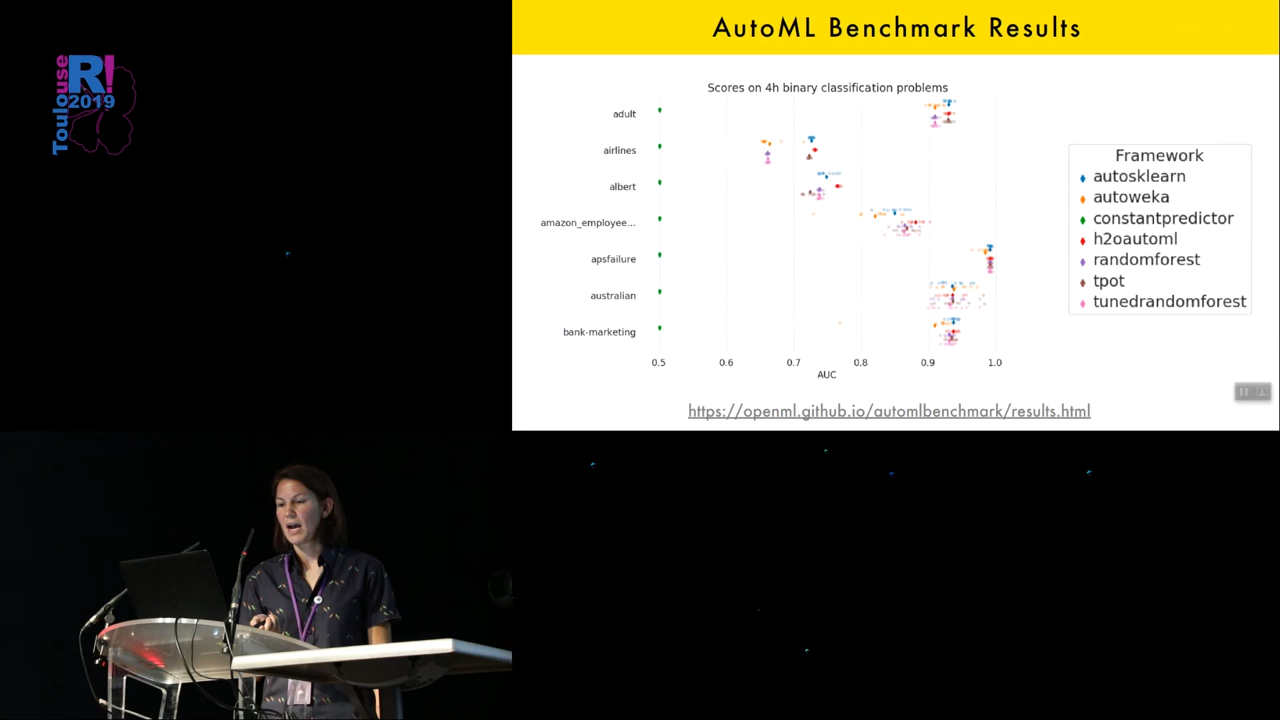 Toulouse
R!
2019
AutoML Benchmark Results
Scores on 4h binary classification problems
adult
airlines
albert
amazon_employee...
apsfailure
australian
bank-marketing
0.5 0.6 0.7 0.8 0.9 1.0
AUC
Framework
autosklearn
autoweka
constantpredictor
h2oautoml
randomforest
tpot
tunedrandomforest
https://openml.github.io/automlbenchmark/results.html